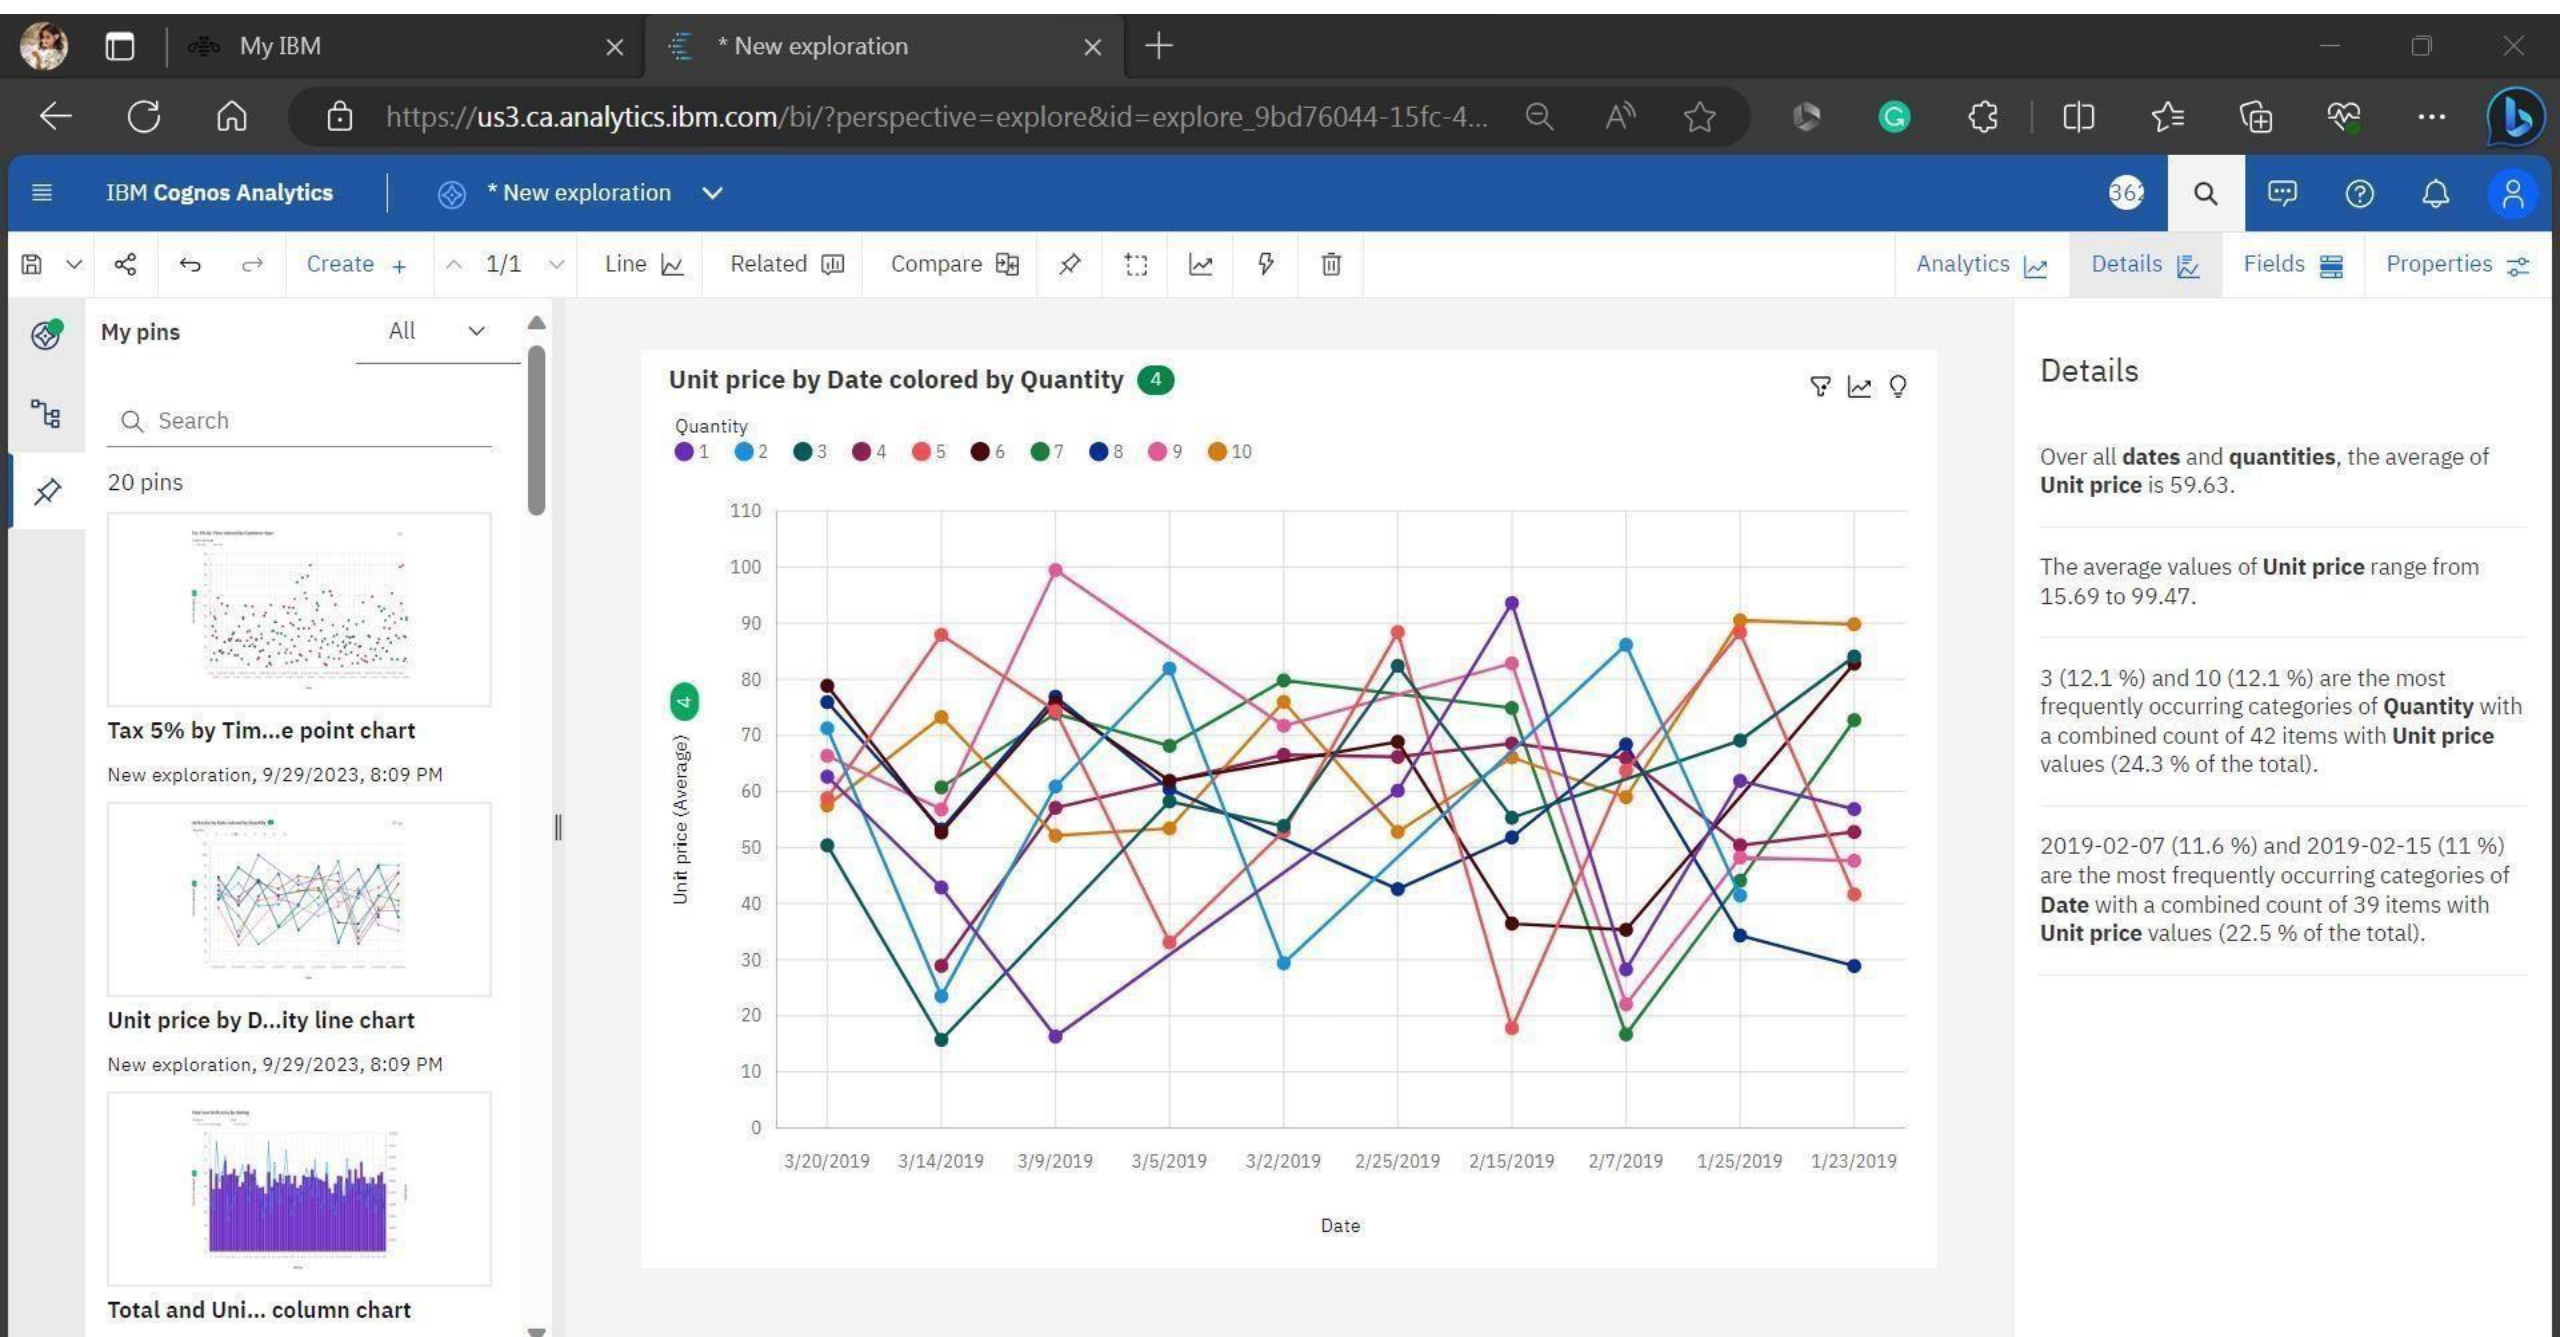 My IBM
* New exploration
https://us3.ca.analytics.ibm.com/bi/?perspective=explore&id=explore_9bd76044-15fc-4...
IBM Cognos Analytics
* New exploration
Create +
1/1
Line
Related
Compare
Analytics
Details
Fields
Properties
My pins
All
Search
20 pins
Tax 5% by Tim...e point chart
New exploration, 9/29/2023, 8:09 PM
Unit price by D...ity line chart
New exploration, 9/29/2023, 8:09 PM
Total and Uni... column chart
Unit price by Date colored by Quantity 4
Quantity
1 2 3 4 5 6 7 8 9 10
4
Unit price (Average)
110
100
90
80
70
60
50
40
30
20
10
0
3/20/2019 3/14/2019 3/9/2019 3/5/2019 3/2/2019 2/25/2019 2/15/2019 2/7/2019 1/25/2019 1/23/2019
Date
Details
Over all dates and quantities, the average of
Unit price is 59.63.
The average values of Unit price range from
15.69 to 99.47.
3 (12.1 %) and 10 (12.1 %) are the most
frequently occurring categories of Quantity with
a combined count of 42 items with Unit price
values (24.3 % of the total).
2019-02-07 (11.6 %) and 2019-02-15 (11 %)
are the most frequently occurring categories of
Date with a combined count of 39 items with
Unit price values (22.5 % of the total).